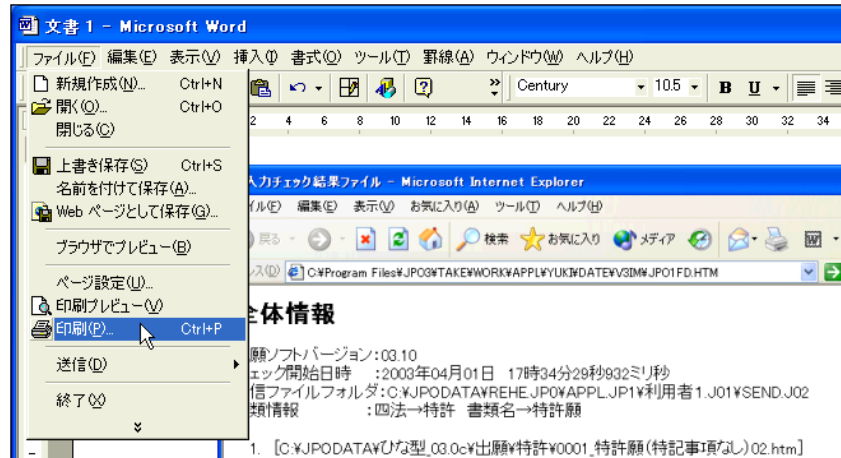 文書 1 - Microsoft Word
ファイル(F) 編集(E) 表示(V) 挿入(I) 書式(O) ツール(T) 罫線(A) ウィンドウ(W) ヘルプ(H)
Century 10.5 B U
新規作成(N)... Ctrl+N
開く(O)... Ctrl+O
閉じる(C)
上書き保存(S) Ctrl+S
名前を付けて保存(A)...
Web ページとして保存(G)...
ブラウザでプレビュー(B)
ページ設定(U)...
印刷プレビュー(V)
印刷(P)... Ctrl+P
送信(D)
終了(X)
2 4 6 8 10 12 14 16 18 20 22 24 26 28 30 32 34
入力チェック結果ファイル - Microsoft Internet Explorer
イル(F) 編集(E) 表示(V) お気に入り(A) ツール(T) ヘルプ(H)
戻る 検索 お気に入り メディア
レス(D) C:¥Program Files¥JPO3¥TAKE¥WORK¥APPL¥YUKI¥DATE¥V3IM¥JPO1FD.HTM
全体情報
願ソフトバージョン:03.10
ェック開始日時 :2003年04月01日 17時34分29秒932ミリ秒
信ファイルフォルダ:C:¥JPODATA¥REHE.JP0¥APPL.JP1¥利用者1.J01¥SEND.J02
類情報 :四法→特許 書類名→特許願
1. [C:¥JPODATA¥ひな型_03.0c¥出願¥特許¥0001_特許願(特記事項なし)02.htm]